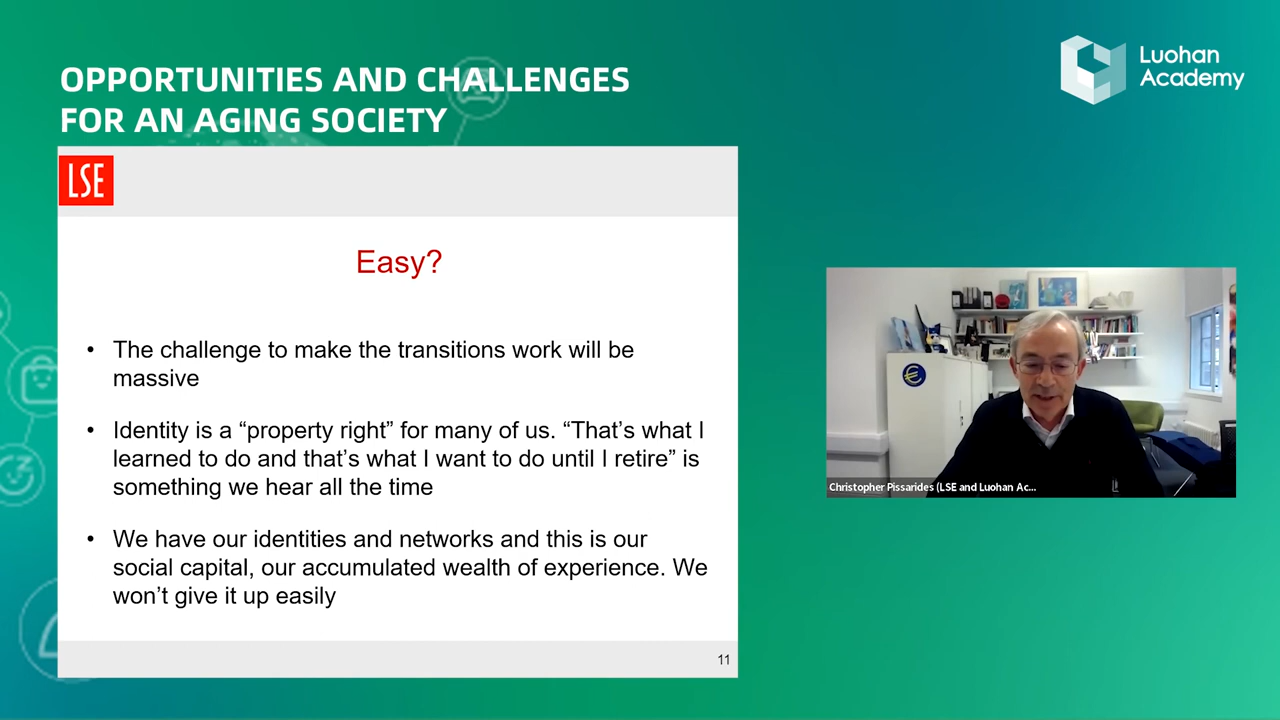 OPPORTUNITIES AND CHALLENGES
FOR AN AGING SOCIETY
Luohan
Academy
LSE
Easy?
• The challenge to make the transitions work will be
massive
• Identity is a “property right” for many of us. “That’s what I
learned to do and that’s what I want to do until I retire” is
something we hear all the time
• We have our identities and networks and this is our
social capital, our accumulated wealth of experience. We
won’t give it up easily
11
€
Christopher Pissarides (LSE and Luohan Ac...